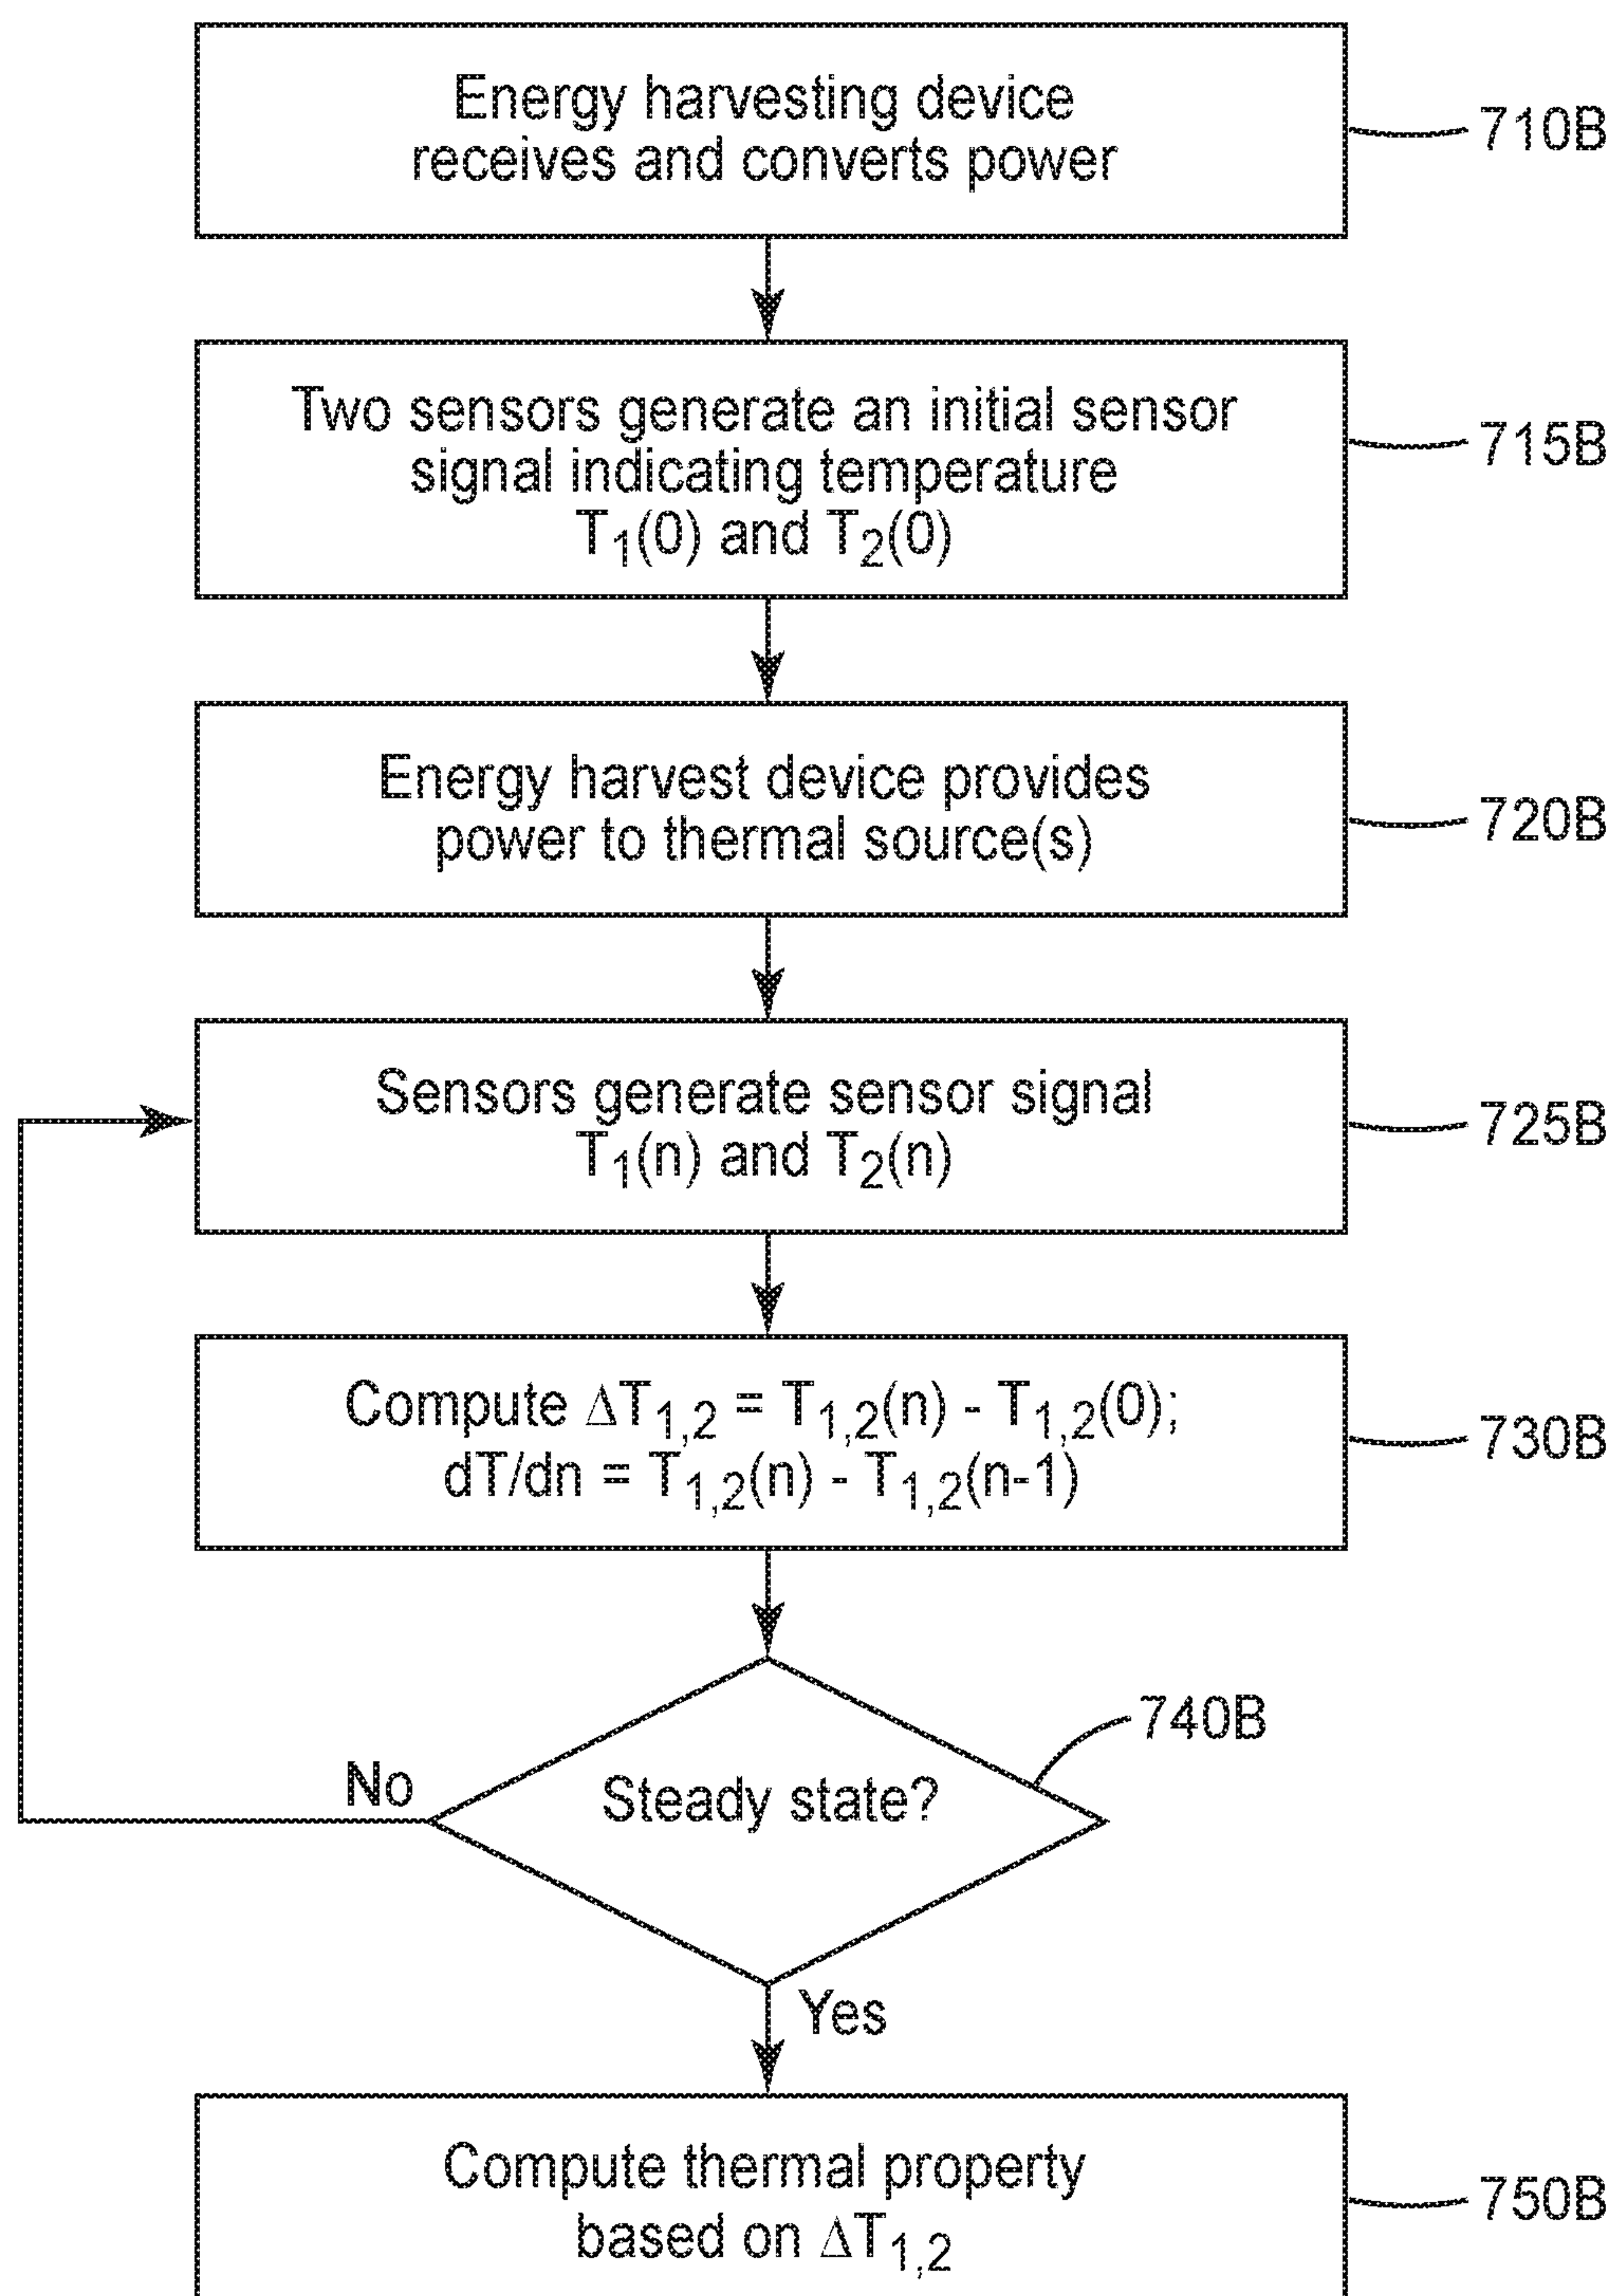 Energy harvesting device
receives and converts power
710B
Two sensors generate an initial sensor
signal indicating temperature
T₁(0) and T₂(0)
715B
Energy harvest device provides
power to thermal source(s)
720B
Sensors generate sensor signal
T₁(n) and T₂(n)
725B
Compute ΔT₁,₂ = T₁,₂(n) - T₁,₂(0);
dT/dn = T₁,₂(n) - T₁,₂(n-1)
730B
740B
No
Steady state?
Yes
Compute thermal property
based on ΔT₁,₂
750B